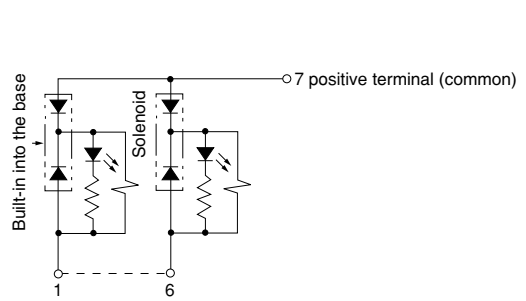 7 positive terminal (common)
Built-in into the base
Solenoid
1
6